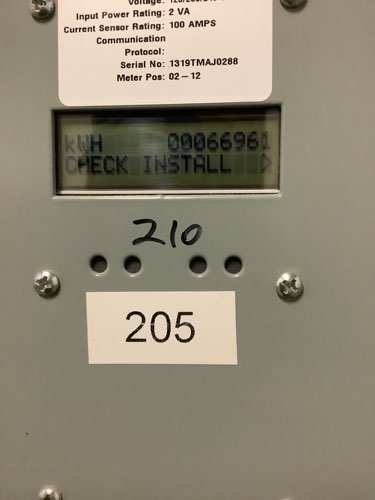 Voltage:
Input Power Rating: 2 VA
Current Sensor Rating: 100 AMPS
Communication
Protocol:
Serial No: 1319TMAJ0288
Meter Pos: 02-12
kWH 00066961
CHECK INSTALL >
210
205